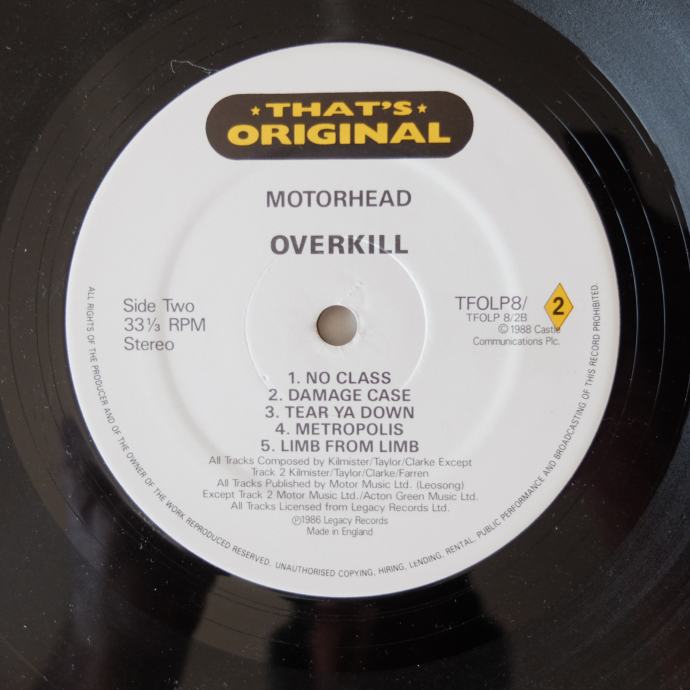 ★THAT'S★
ORIGINAL
MOTORHEAD
OVERKILL
Side Two
33⅓ RPM
Stereo
TFOLP8/ 2
TFOLP 8/2B
©1988 Castle
Communications Plc.
1. NO CLASS
2. DAMAGE CASE
3. TEAR YA DOWN
4. METROPOLIS
5. LIMB FROM LIMB
All Tracks Composed by Kilmister/Taylor/Clarke Except
Track 2 Kilmister/Taylor/Clarke/Farren
All Tracks Published by Motor Music Ltd. (Leosong)
Except Track 2 Motor Music Ltd./Acton Green Music Ltd.
All Tracks Licensed from Legacy Records Ltd.
℗1986 Legacy Records
Made in England
ALL RIGHTS OF THE PRODUCER AND OF THE OWNER OF THE WORK REPRODUCED RESERVED. UNAUTHORISED COPYING, HIRING, LENDING, RENTAL, PUBLIC PERFORMANCE AND BROADCASTING OF THIS RECORD PROHIBITED.